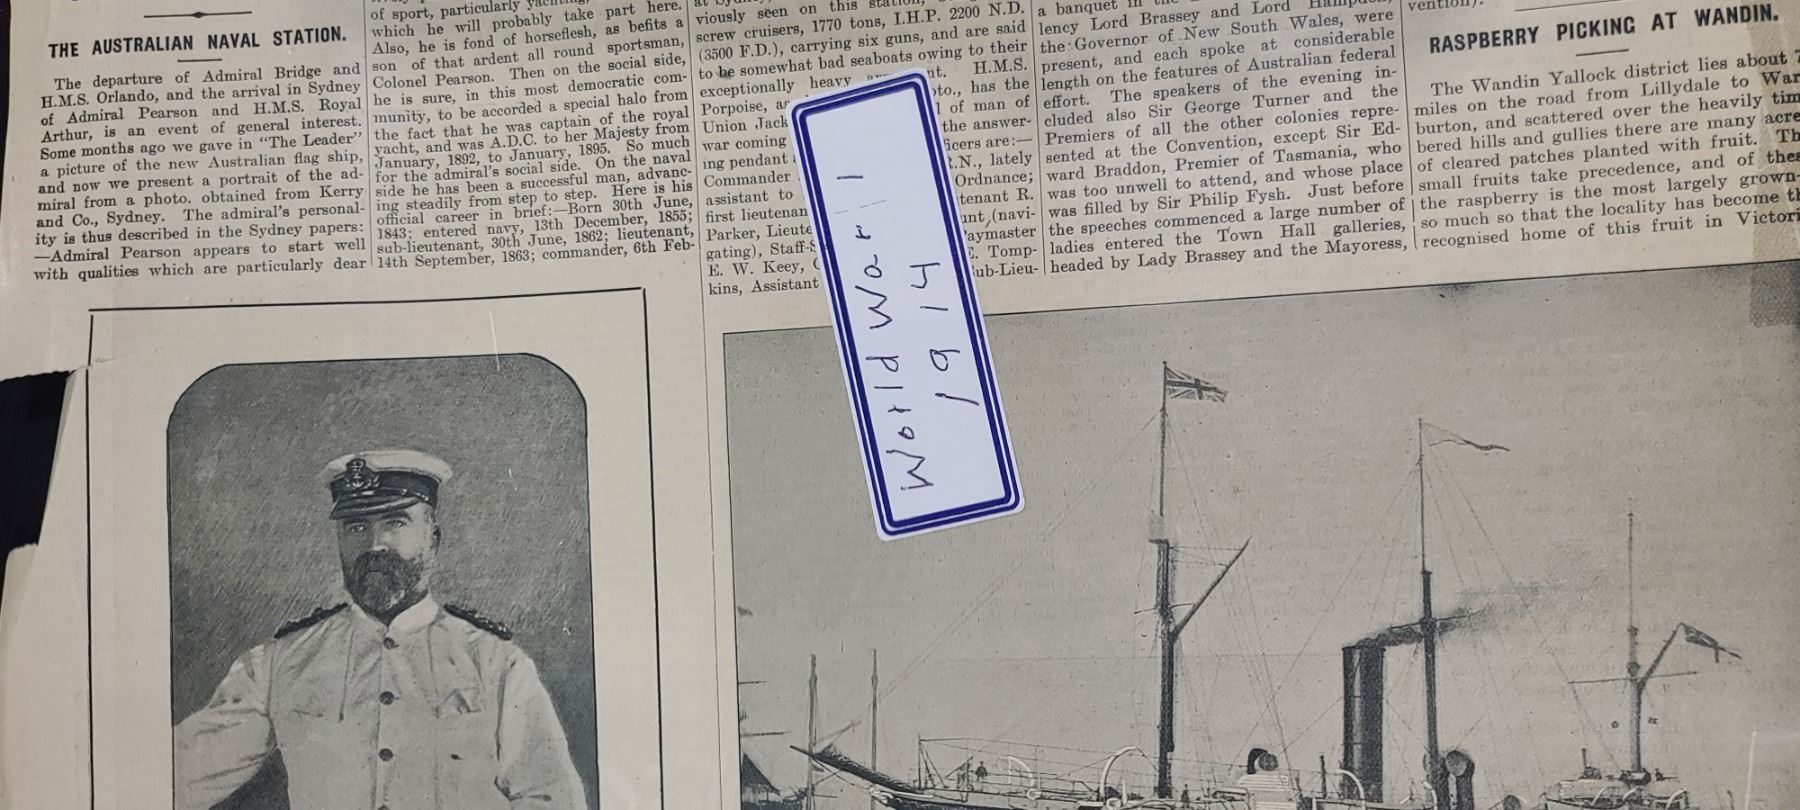 THE AUSTRALIAN NAVAL STATION.
The departure of Admiral Bridge and
H.M.S. Orlando, and the arrival in Sydney
of Admiral Pearson and H.M.S. Royal
Arthur, is an event of general interest.
Some months ago we gave in "The Leader"
a picture of the new Australian flag ship,
and now we present a portrait of the ad-
miral from a photo. obtained from Kerry
and Co., Sydney. The admiral's personal-
ity is thus described in the Sydney papers:
—Admiral Pearson appears to start well
with qualities which are particularly dear
of sport, particularly
which he will probably take part here.
Also, he is fond of horseflesh, as befits a
son of that ardent all round sportsman,
Colonel Pearson. Then on the social side,
he is sure, in this most democratic com-
munity, to be accorded a special halo from
the fact that he was captain of the royal
yacht, and was A.D.C. to her Majesty from
January, 1892, to January, 1895. So much
for the admiral's social side. On the naval
side he has been a successful man, advanc-
ing steadily from step to step. Here is his
official career in brief:—Born 30th June,
1843; entered navy, 13th December, 1855;
sub-lieutenant, 30th June, 1862; lieutenant,
14th September, 1863; commander, 6th Feb-
viously seen on this station,
screw cruisers, 1770 tons, I.H.P. 2200 N.D.
(3500 F.D.), carrying six guns, and are said
to be somewhat bad seaboats owing to their
exceptionally heavy nt. H.M.S.
Porpoise, oto., has the
Union Jack l of man of
war coming the answer-
ing pendant ficers are:—
Commander R.N., lately
assistant to Ordnance;
first lieutenan tenant R.
Parker, Lieute ant (navi-
gating), Staff-S aymaster
E. W. Keey, E. Tomp-
kins, Assistant ub-Lieu-
a banquet in the
lency Lord Brassey and Lord Hampden,
the Governor of New South Wales, were
present, and each spoke at considerable
length on the features of Australian federal
effort. The speakers of the evening in-
cluded also Sir George Turner and the
Premiers of all the other colonies repre-
sented at the Convention, except Sir Ed-
ward Braddon, Premier of Tasmania, who
was too unwell to attend, and whose place
was filled by Sir Philip Fysh. Just before
the speeches commenced a large number of
ladies entered the Town Hall galleries,
headed by Lady Brassey and the Mayoress,
vention).
RASPBERRY PICKING AT WANDIN.
The Wandin Yallock district lies about 7
miles on the road from Lillydale to War
burton, and scattered over the heavily tim
bered hills and gullies there are many acre
of cleared patches planted with fruit. Th
small fruits take precedence, and of thes
the raspberry is the most largely grown—
so much so that the locality has become th
recognised home of this fruit in Victori
World War 1
1914